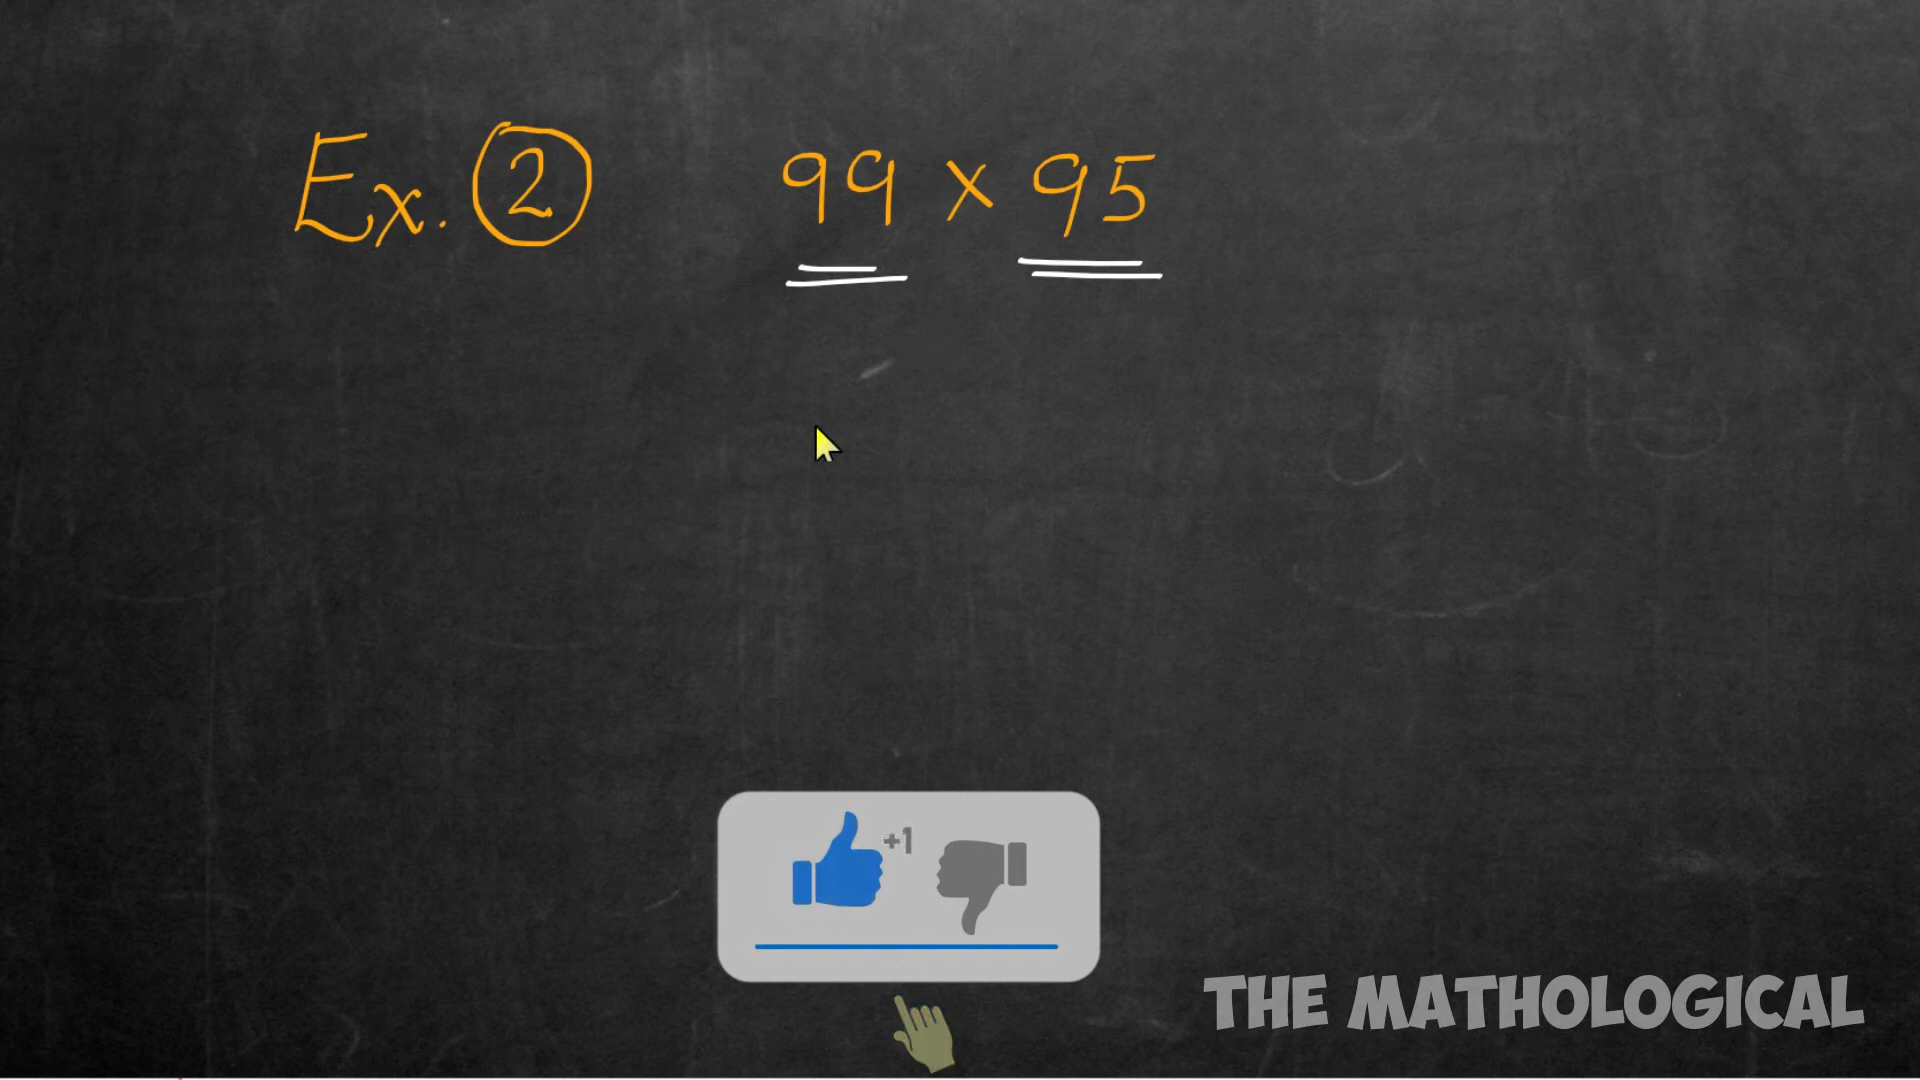 Ex. ② 99 × 95
+1
THE MATHOLOGICAL